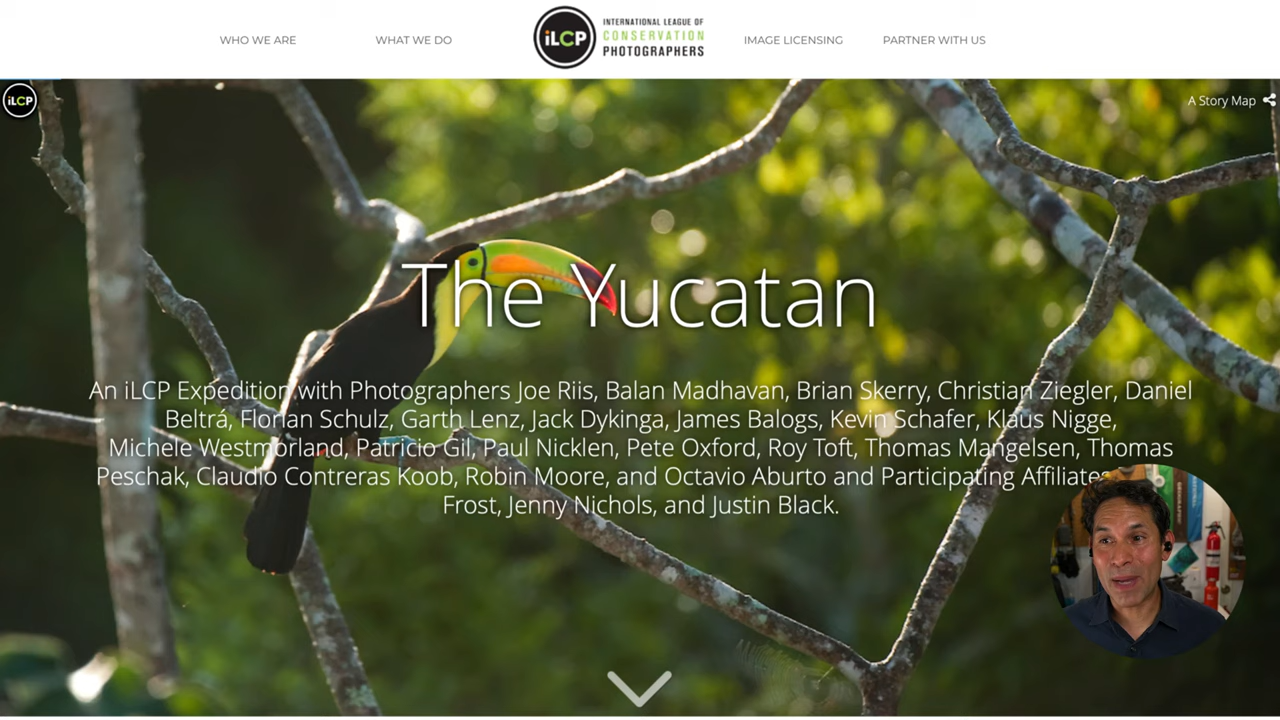 WHO WE ARE
WHAT WE DO
iLCP
INTERNATIONAL LEAGUE OF
CONSERVATION
PHOTOGRAPHERS
IMAGE LICENSING
PARTNER WITH US
iLCP
A Story Map
The Yucatan
An iLCP Expedition with Photographers Joe Riis, Balan Madhavan, Brian Skerry, Christian Ziegler, Daniel
Beltrá, Florian Schulz, Garth Lenz, Jack Dykinga, James Balogs, Kevin Schafer, Klaus Nigge,
Michele Westmorland, Patricio Gil, Paul Nicklen, Pete Oxford, Roy Toft, Thomas Mangelsen, Thomas
Peschak, Claudio Contreras Koob, Robin Moore, and Octavio Aburto and Participating Affiliates
Frost, Jenny Nichols, and Justin Black.